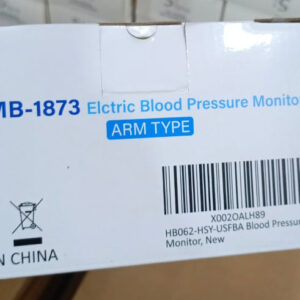 MB-1873 Elctric Blood Pressure Monitor
ARM TYPE
X002OALH89
HB062-HSY-USFBA Blood Pressure
Monitor, New
N CHINA